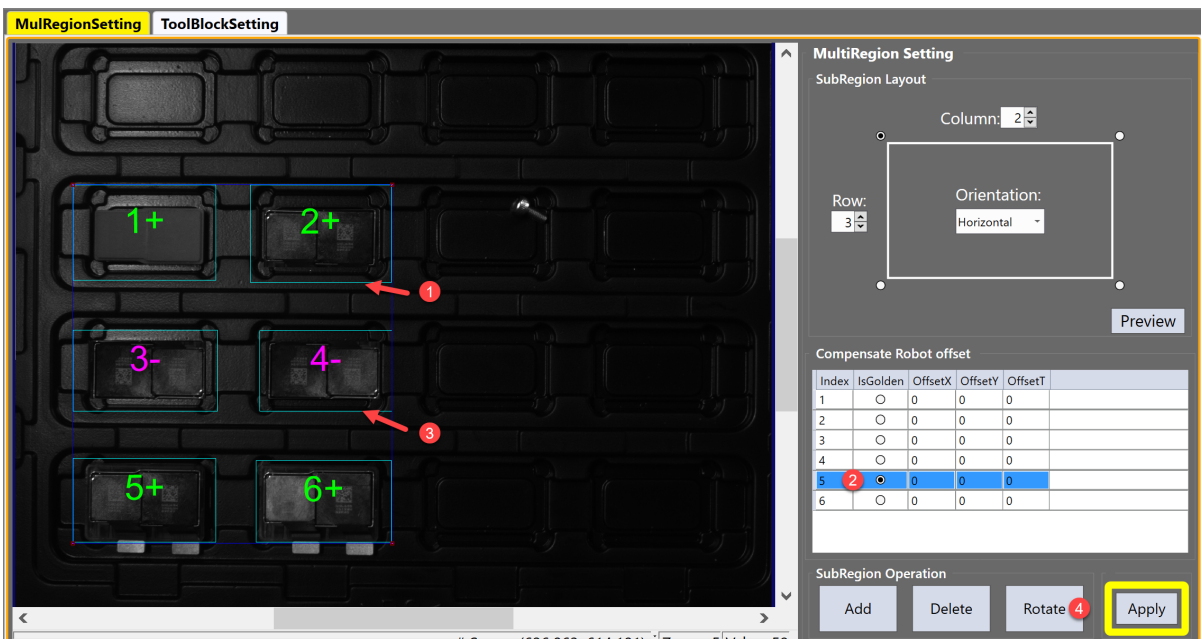 MulRegionSetting ToolBlockSetting
MultiRegion Setting
SubRegion Layout
Column: 2
Row:
3
Orientation:
Horizontal
Preview
1+ 2+
1
3- 4-
3
5+ 6+
Compensate Robot offset
Index IsGolden OffsetX OffsetY OffsetT
1 0 0 0
2 0 0 0
3 0 0 0
4 0 0 0
5 2 0 0 0
6 0 0 0
SubRegion Operation
Add Delete Rotate 4 Apply